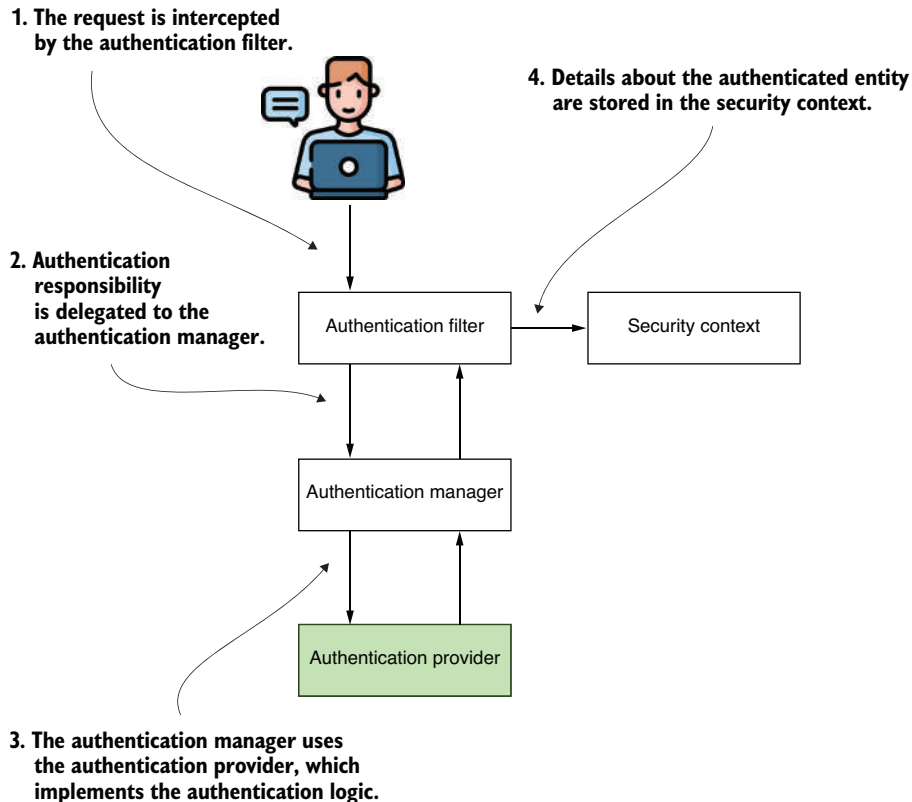 1. The request is intercepted
by the authentication filter.
4. Details about the authenticated entity
are stored in the security context.
2. Authentication
responsibility
is delegated to the
authentication manager.
Authentication filter
Security context
Authentication manager
Authentication provider
3. The authentication manager uses
the authentication provider, which
implements the authentication logic.